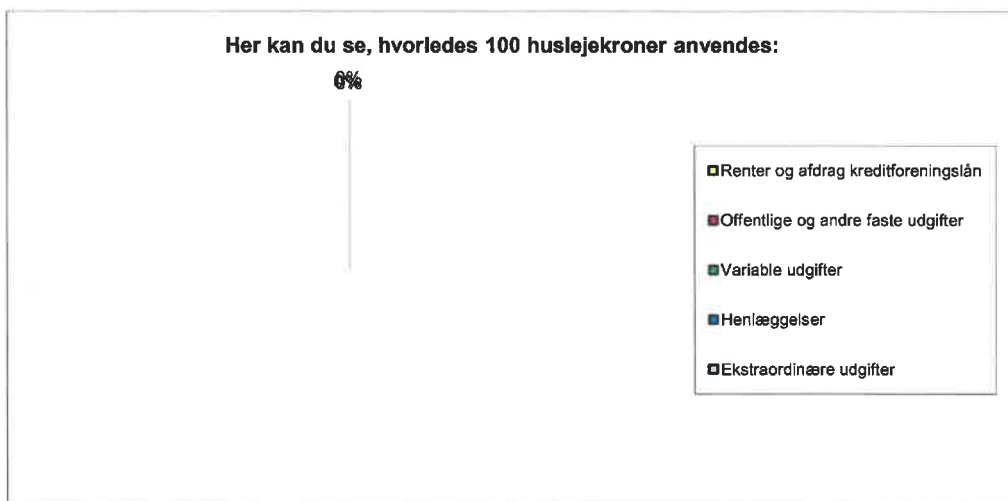 Her kan du se, hvorledes 100 huslejekroner anvendes:
0%
Renter og afdrag kreditforeningslån
Offentlige og andre faste udgifter
Variable udgifter
Henlæggelser
Ekstraordinære udgifter